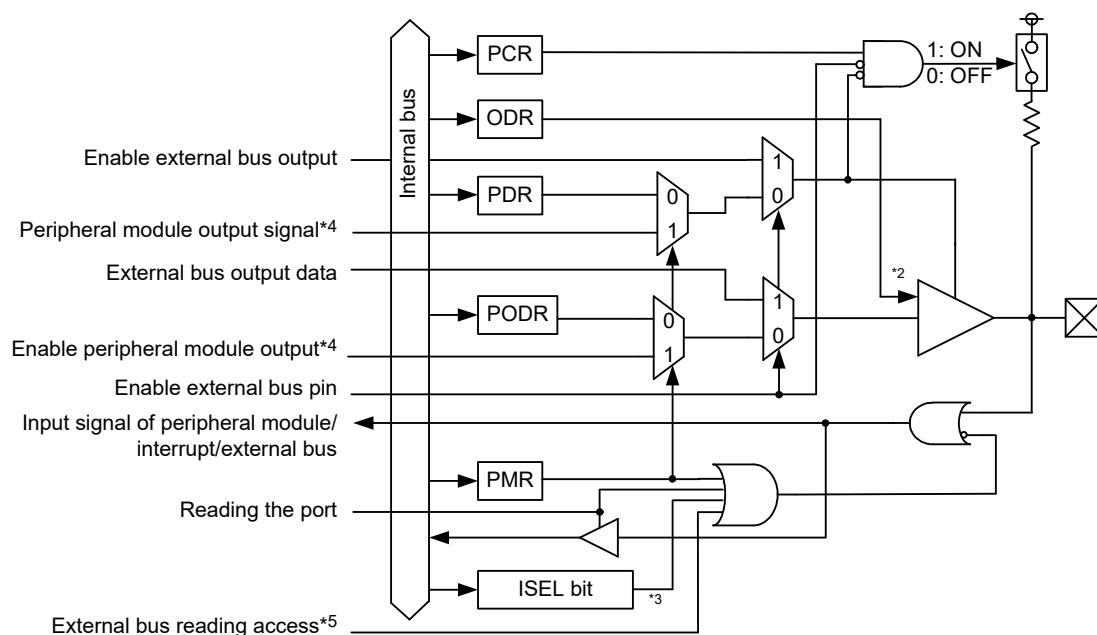 PCR
1: ON
0: OFF
ODR
Internal bus
Enable external bus output
1
PDR
0
0
Peripheral module output signal*4
1
External bus output data
*2
1
PODR
0
0
Enable peripheral module output*4
1
Enable external bus pin
Input signal of peripheral module/
interrupt/external bus
PMR
Reading the port
ISEL bit
*3
External bus reading access*5